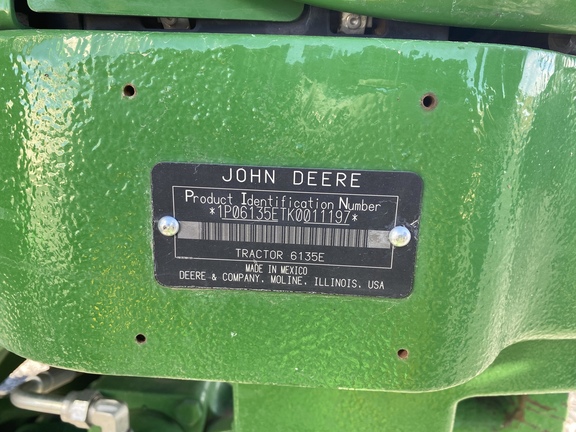 JOHN DEERE
Product Identification Number
*1P06135ETK0011197*
TRACTOR 6135E
MADE IN MEXICO
DEERE & COMPANY, MOLINE, ILLINOIS, USA